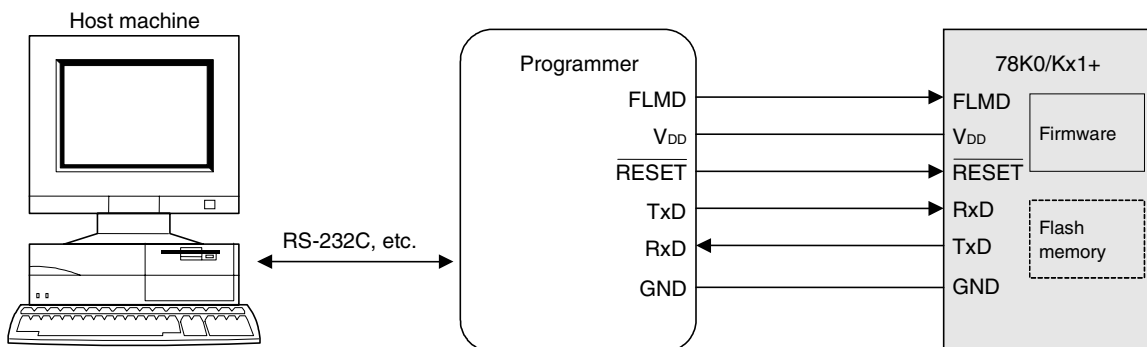 Host machine
RS-232C, etc.
Programmer
FLMD
VDD
RESET
TxD
RxD
GND
78K0/Kx1+
FLMD
VDD
RESET
RxD
TxD
GND
Firmware
Flash
memory